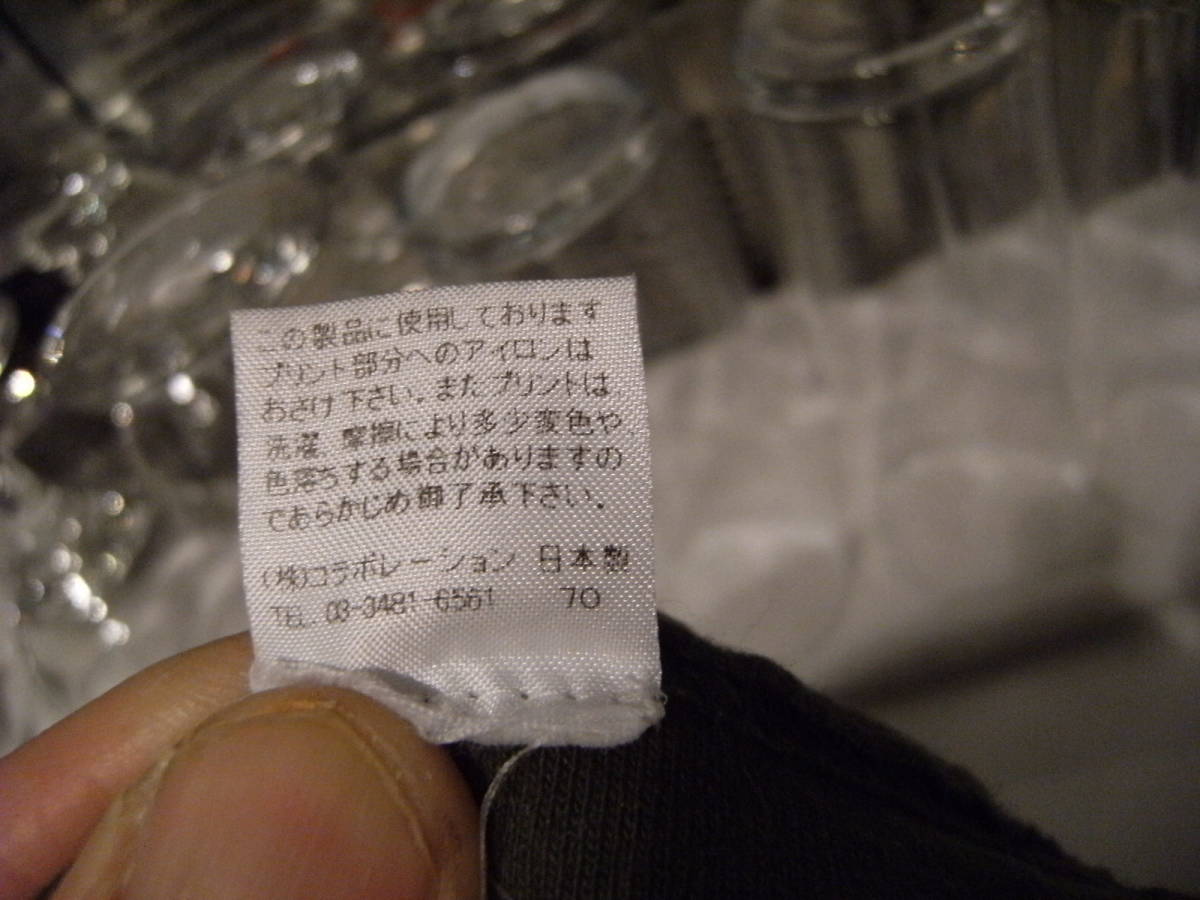 この製品に使用しております
プリント部分へのアイロンは
おさけ下さい。またプリントは
洗濯、摩擦により多少変色や、
色落ちする場合がありますの
であらかじめ御了承下さい。
(株)コラボレーション 日本製
TEL. 03-3481-6561 70